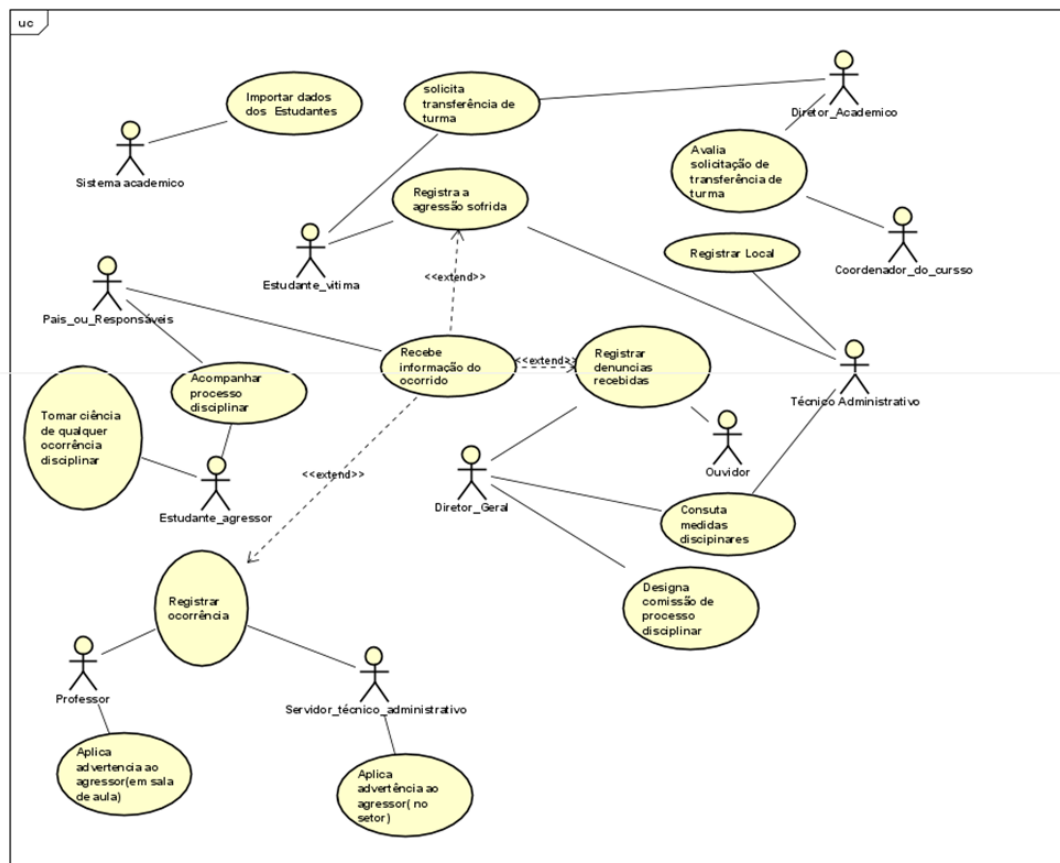 uc
Importar dados
dos Estudantes
solicita
transferência de
turma
Diretor_Academico
Sistema academico
Avalia
solicitação de
transferência de
turma
Registra a
agressão sofrida
Estudante_vitima
Registrar Local
Coordenador_do_cursso
<<extend>>
Pais_ou_Responsáveis
Recebe
informação do
ocorrido
<<extend>>
Registrar
denuncias
recebidas
Técnico Administrativo
Acompanhar
processo
disciplinar
Tomar ciência
de qualquer
ocorrência
disciplinar
Ouvidor
<<extend>>
Diretor_Geral
Estudante_agressor
Consuta
medidas
discipinares
Designa
comissão de
processo
disciplinar
Registrar
ocorrência
Professor
Servidor_técnico_administrativo
Aplica
advertencia ao
agressor(em sala
de aula)
Aplica
advertência ao
agressor( no
setor)